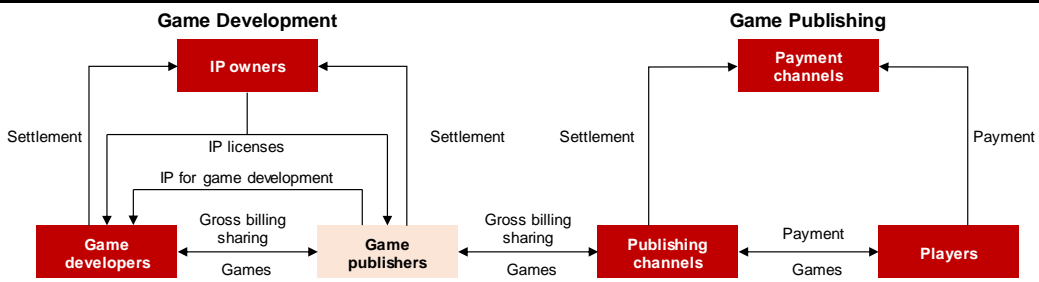 Game Development
Game Publishing
IP owners
Payment
channels
Settlement
IP licenses
Settlement
Settlement
Payment
IP for game development
Game
developers
Gross billing
sharing
Games
Game
publishers
Gross billing
sharing
Games
Publishing
channels
Payment
Games
Players